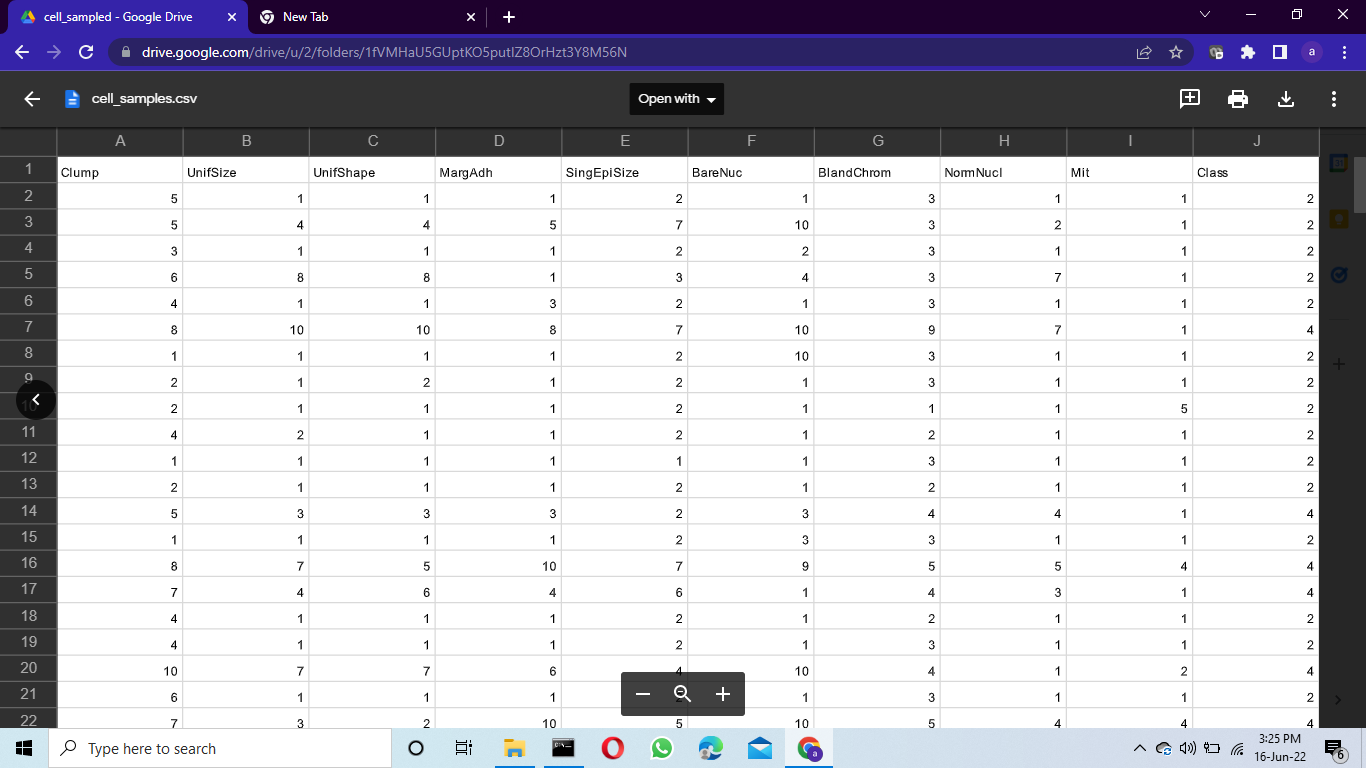 cell_sampled - Google Drive New Tab
drive.google.com/drive/u/2/folders/1fVMHaU5GUptKO5putIZ8OrHzt3Y8M56N a
cell_samples.csv Open with
A B C D E F G H I J
1 Clump UnifSize UnifShape MargAdh SingEpiSize BareNuc BlandChrom NormNucl Mit Class
2 5 1 1 1 2 1 3 1 1 2
3 5 4 4 5 7 10 3 2 1 2
4 3 1 1 1 2 2 3 1 1 2
5 6 8 8 1 3 4 3 7 1 2
6 4 1 1 3 2 1 3 1 1 2
7 8 10 10 8 7 10 9 7 1 4
8 1 1 1 1 2 10 3 1 1 2
9 2 1 2 1 2 1 3 1 1 2
10 2 1 1 1 2 1 1 1 5 2
11 4 2 1 1 2 1 2 1 1 2
12 1 1 1 1 1 1 3 1 1 2
13 2 1 1 1 2 1 2 1 1 2
14 5 3 3 3 2 3 4 4 1 4
15 1 1 1 1 2 3 3 1 1 2
16 8 7 5 10 7 9 5 5 4 4
17 7 4 6 4 6 1 4 3 1 4
18 4 1 1 1 2 1 2 1 1 2
19 4 1 1 1 2 1 3 1 1 2
20 10 7 7 6 4 10 4 1 2 4
21 6 1 1 1 2 1 3 1 1 2
22 7 3 2 10 5 10 5 4 4 4
Type here to search
3:25 PM
16-Jun-22
6